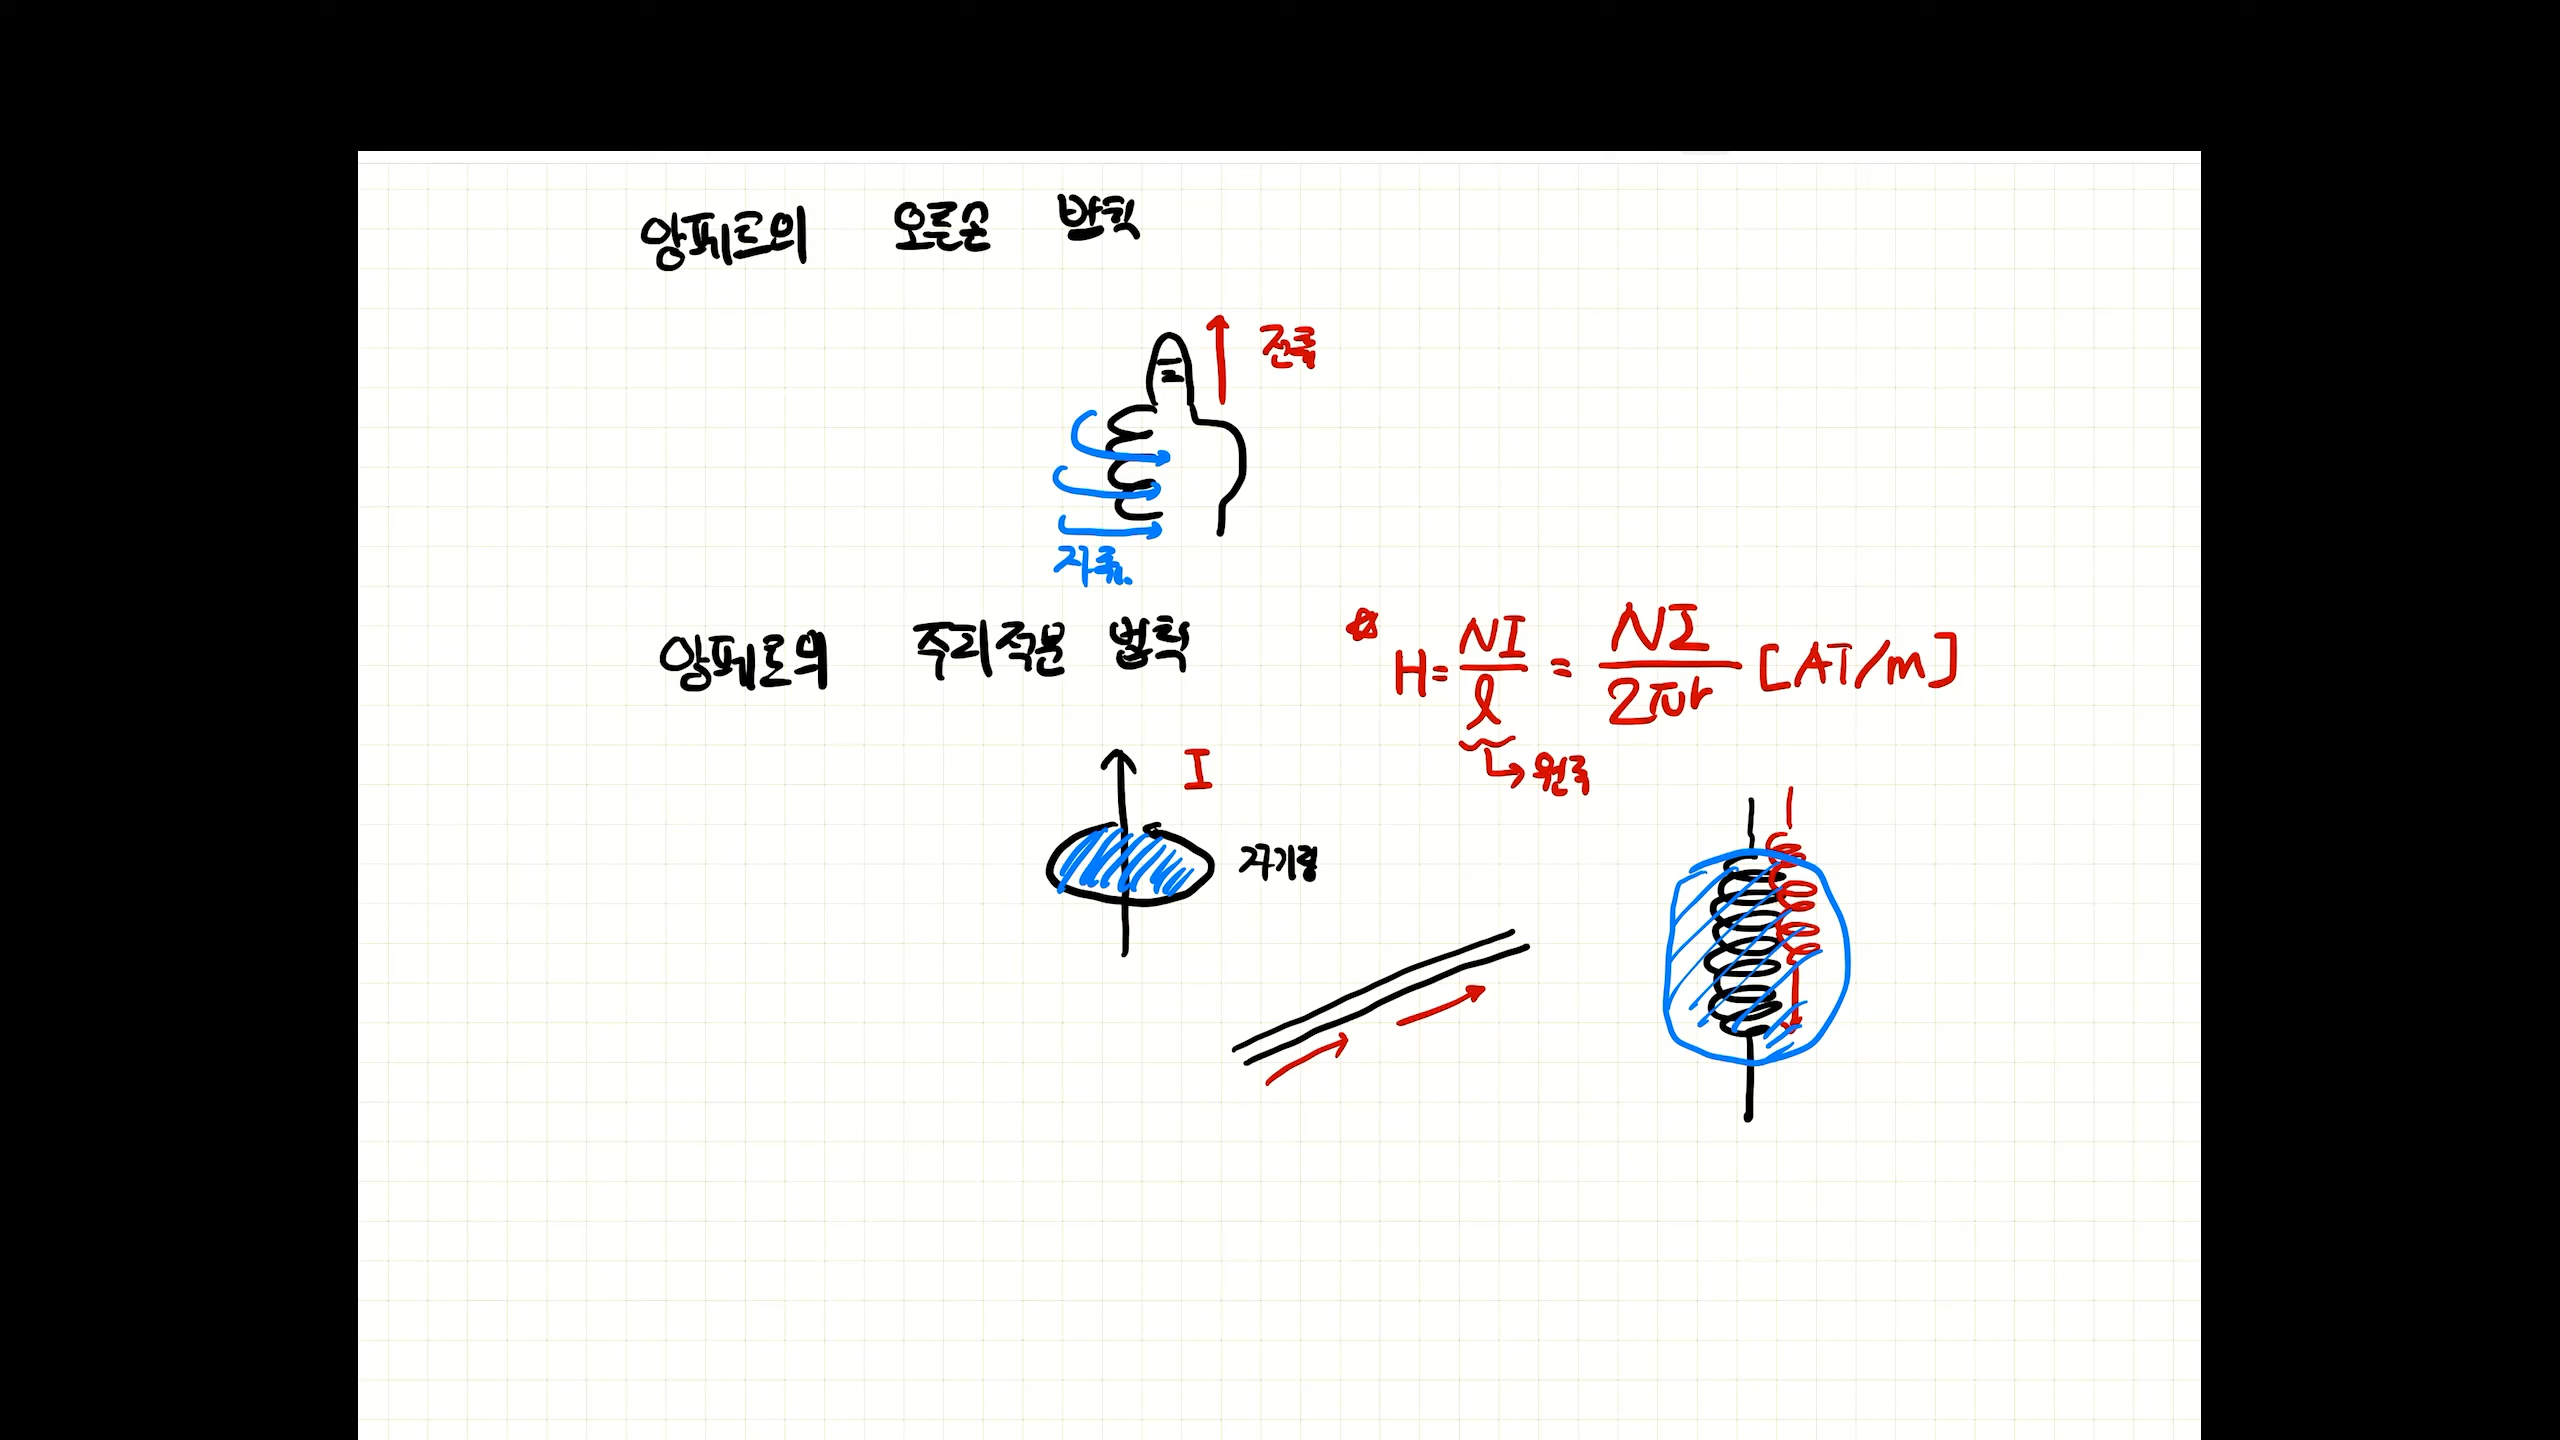 앙페르의 오른손 법칙
전류
자속
앙페르의 주회적분 법칙
H = NI/l = NI/2πr [AT/m]
↳ 원주
I
자기장